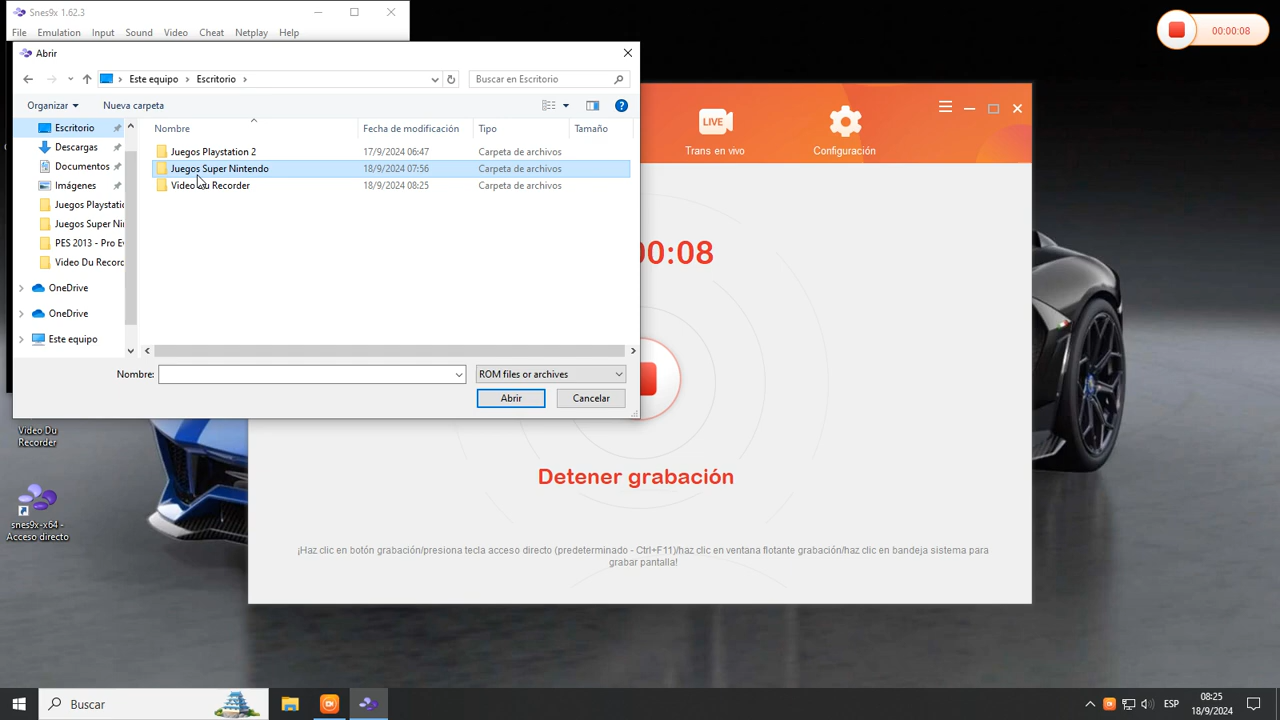 Snes9x 1.62.3
File Emulation Input Sound Video Cheat Netplay Help
00:00:08
Abrir
Este equipo
Escritorio
Buscar en Escritorio
Organizar
Nueva carpeta
LIVE
Trans en vivo
Configuración
Escritorio
Descargas
Documentos
Imágenes
Juegos Playstatic
Juegos Super Nin
PES 2013 - Pro Ev
Video Du Record
OneDrive
OneDrive
Este equipo
Nombre Fecha de modificación Tipo Tamaño
Juegos Playstation 2 17/9/2024 06:47 Carpeta de archivos
Juegos Super Nintendo 18/9/2024 07:56 Carpeta de archivos
Video Du Recorder 18/9/2024 08:25 Carpeta de archivos
Nombre:
ROM files or archives
Abrir
Cancelar
00:08
Detener grabación
¡Haz clic en botón grabación/presiona tecla acceso directo (predeterminado - Ctrl+F11)/haz clic en ventana flotante grabación/haz clic en bandeja sistema para
grabar pantalla!
Video Du
Recorder
snes9x-x64 -
Acceso directo
Buscar
ESP
08:25
18/9/2024